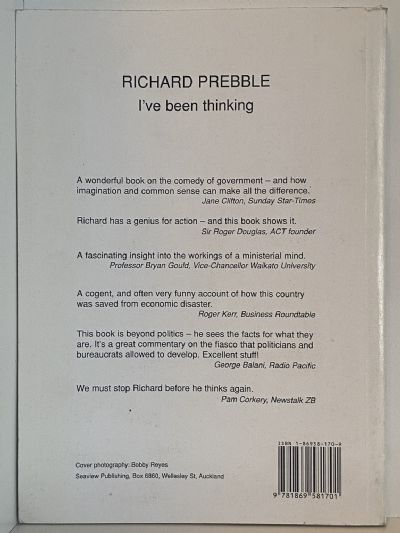 RICHARD PREBBLE
I've been thinking
A wonderful book on the comedy of government – and how
imagination and common sense can make all the difference.
Jane Clifton, Sunday Star-Times
Richard has a genius for action – and this book shows it.
Sir Roger Douglas, ACT founder
A fascinating insight into the workings of a ministerial mind.
Professor Bryan Gould, Vice-Chancellor Waikato University
A cogent, and often very funny account of how this country
was saved from economic disaster.
Roger Kerr, Business Roundtable
This book is beyond politics – he sees the facts for what they
are. It's a great commentary on the fiasco that politicians and
bureaucrats allowed to develop. Excellent stuff!
George Balani, Radio Pacific
We must stop Richard before he thinks again.
Pam Corkery, Newstalk ZB
ISBN 1-86958-170-9
Cover photography: Bobby Reyes
Seaview Publishing, Box 6860, Wellesley St, Auckland
9 781869 581701